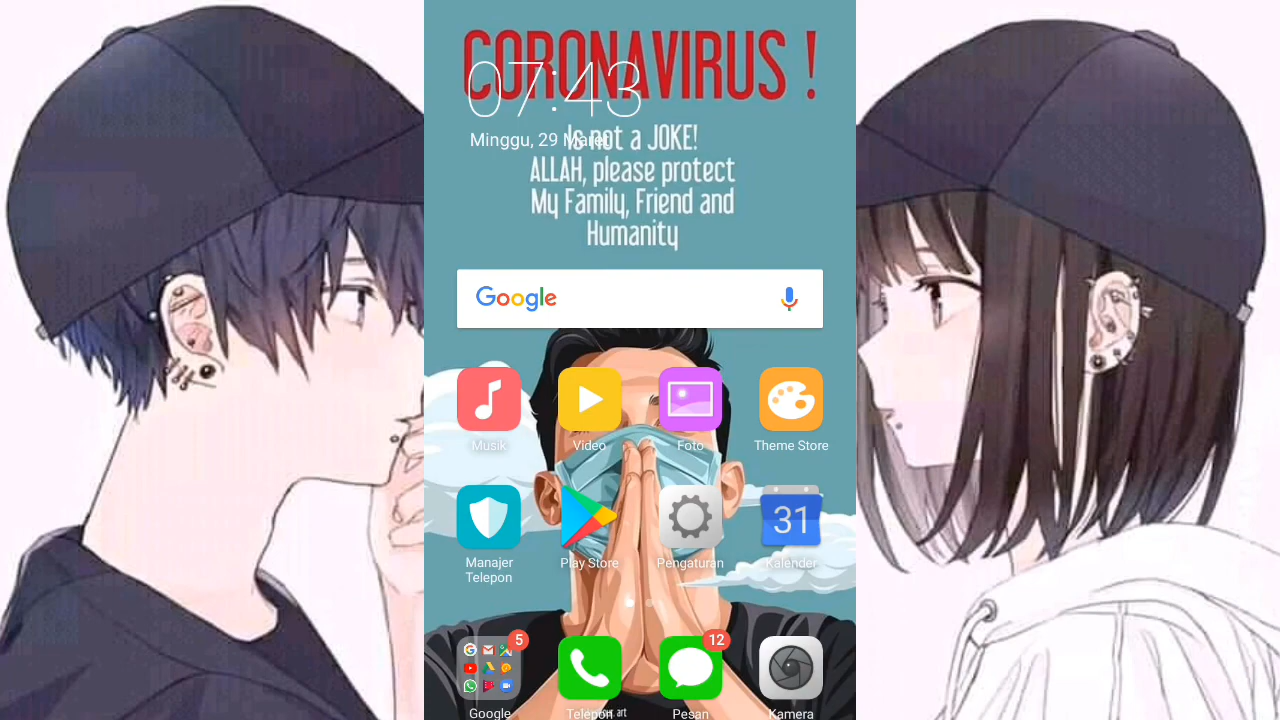 CORONAVIRUS !
07:43
Minggu, 29 Maret
Is not a JOKE!
ALLAH, please protect
My Family, Friend and
Humanity
Google
Musik
Video
Foto
Theme Store
31
Manajer
Telepon
Play Store
Pengaturan
Kalender
5
12
Google
Telepon
art
Pesan
Kamera